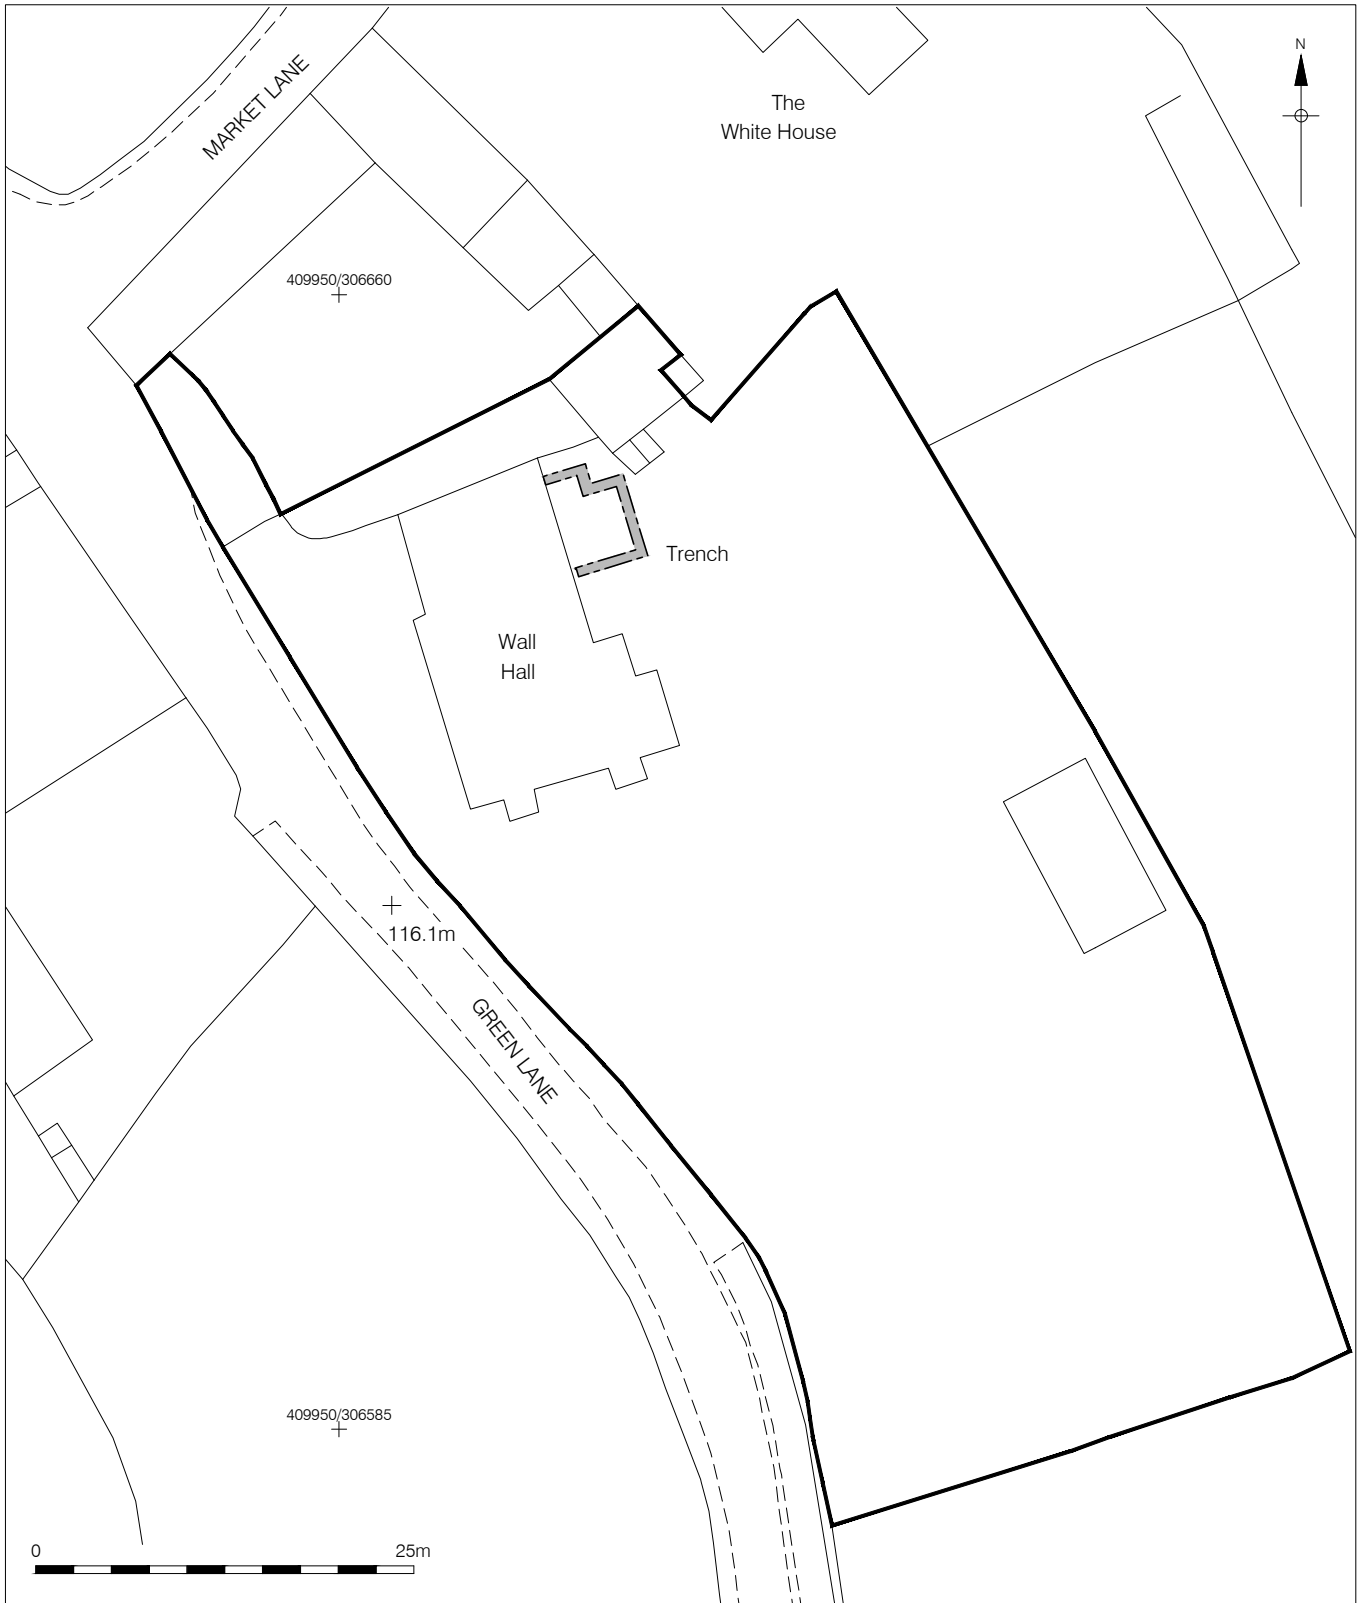 N
MARKET LANE
The
White House
409950/306660
Trench
Wall
Hall
116.1m
GREEN LANE
409950/306585
0 25m